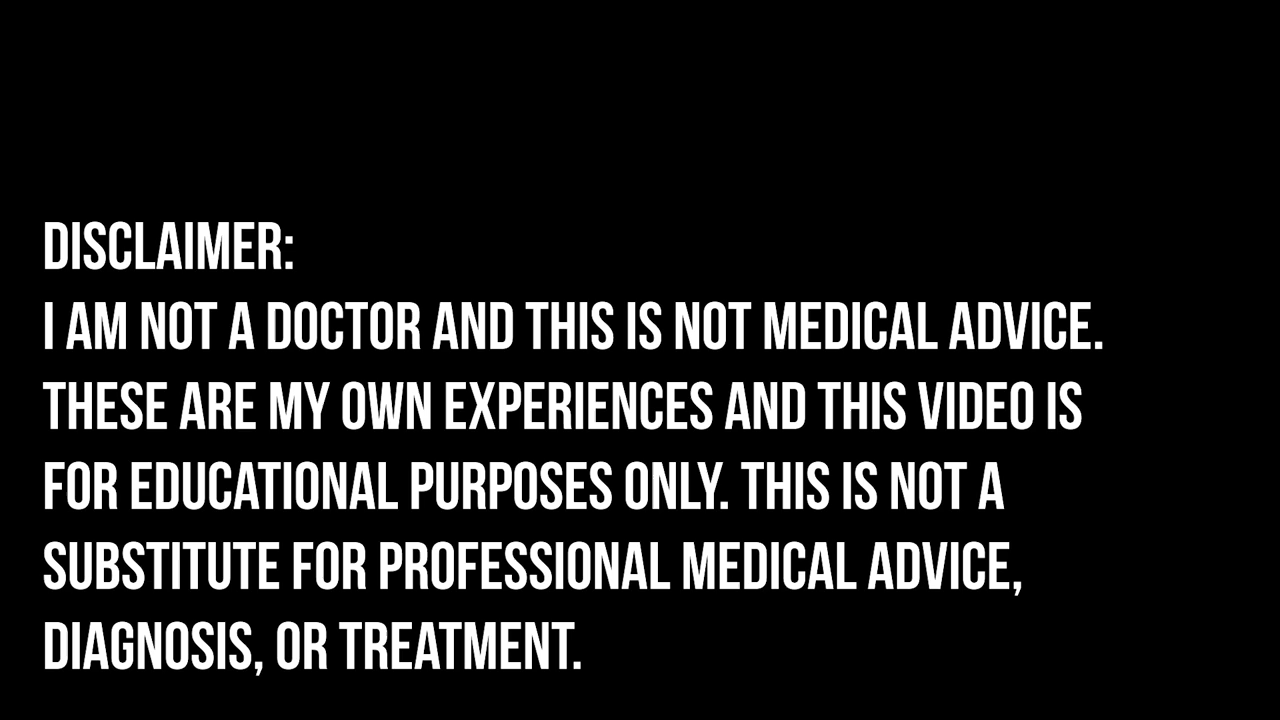 DISCLAIMER:
I AM NOT A DOCTOR AND THIS IS NOT MEDICAL ADVICE.
THESE ARE MY OWN EXPERIENCES AND THIS VIDEO IS
FOR EDUCATIONAL PURPOSES ONLY. THIS IS NOT A
SUBSTITUTE FOR PROFESSIONAL MEDICAL ADVICE,
DIAGNOSIS, OR TREATMENT.